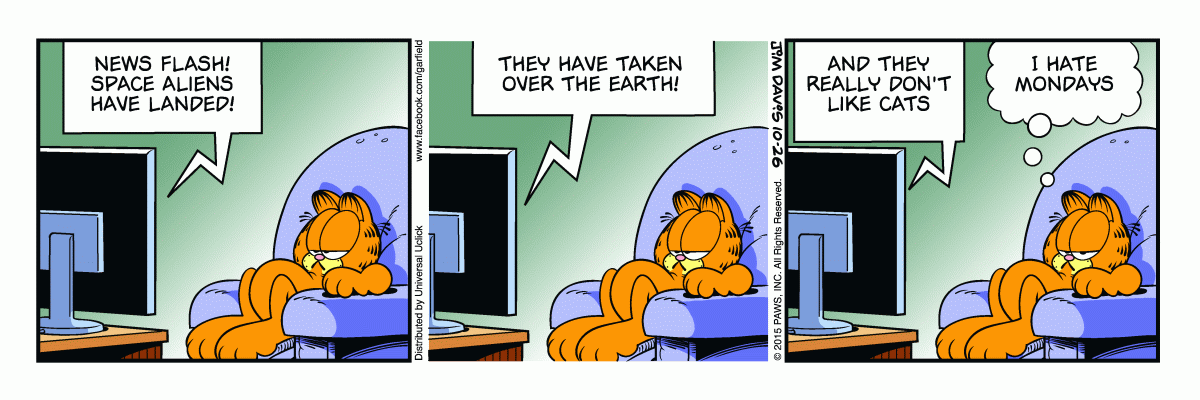 NEWS FLASH!
SPACE ALIENS
HAVE LANDED!
www.facebook.com/garfield
Distributed by Universal Uclick
THEY HAVE TAKEN
OVER THE EARTH!
JIM DAVIS 10-26
© 2015 PAWS, INC. All Rights Reserved.
AND THEY
REALLY DON'T
LIKE CATS
I HATE
MONDAYS